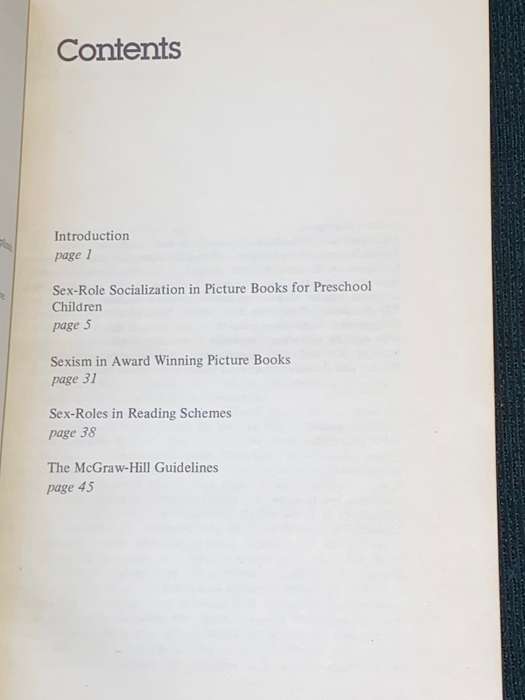 Contents
Introduction
page 1
Sex-Role Socialization in Picture Books for Preschool
Children
page 5
Sexism in Award Winning Picture Books
page 31
Sex-Roles in Reading Schemes
page 38
The McGraw-Hill Guidelines
page 45